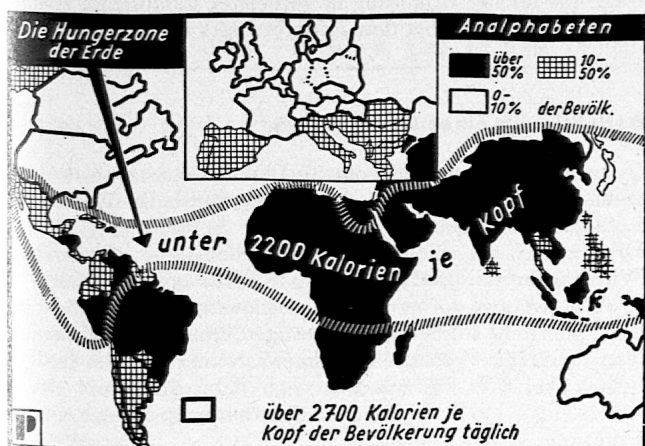 Die Hungerzone
der Erde
Analphabeten
über
50%
10–
50%
0–
10%
der Bevölk.
unter
2200 Kalorien
je
Kopf
über 2700 Kalorien je
Kopf der Bevölkerung täglich
P